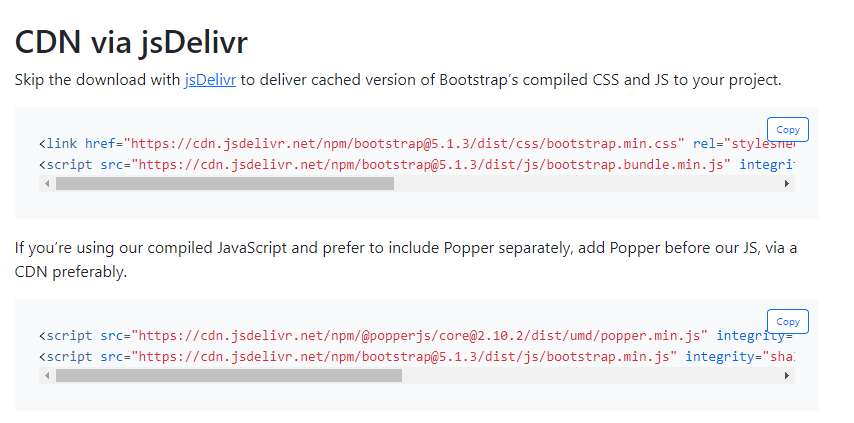 CDN via jsDelivr
Skip the download with jsDelivr to deliver cached version of Bootstrap’s compiled CSS and JS to your project.
Copy
<link href="https://cdn.jsdelivr.net/npm/bootstrap@5.1.3/dist/css/bootstrap.min.css" rel="styleshe
<script src="https://cdn.jsdelivr.net/npm/bootstrap@5.1.3/dist/js/bootstrap.bundle.min.js" integri
If you’re using our compiled JavaScript and prefer to include Popper separately, add Popper before our JS, via a
CDN preferably.
Copy
<script src="https://cdn.jsdelivr.net/npm/@popperjs/core@2.10.2/dist/umd/popper.min.js" integrity=
<script src="https://cdn.jsdelivr.net/npm/bootstrap@5.1.3/dist/js/bootstrap.min.js" integrity="sha